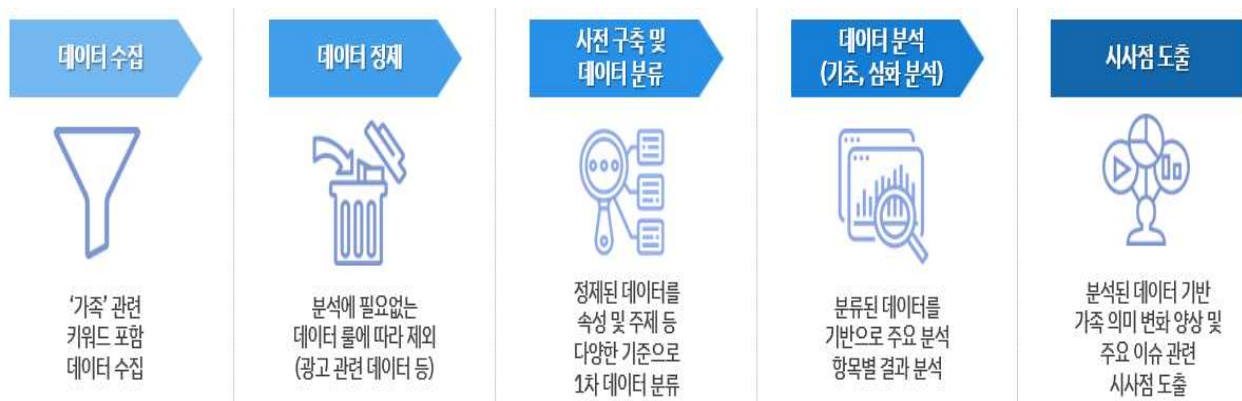 데이터 수집
데이터 정제
사전 구축 및
데이터 분류
데이터 분석
(기초, 심화 분석)
시사점 도출
‘가족’ 관련
키워드 포함
데이터 수집
분석에 필요없는
데이터 룰에 따라 제외
(광고 관련 데이터 등)
정제된 데이터를
속성 및 주제 등
다양한 기준으로
1차 데이터 분류
분류된 데이터를
기반으로 주요 분석
항목별 결과 분석
분석된 데이터 기반
가족 의미 변화 양상 및
주요 이슈 관련
시사점 도출